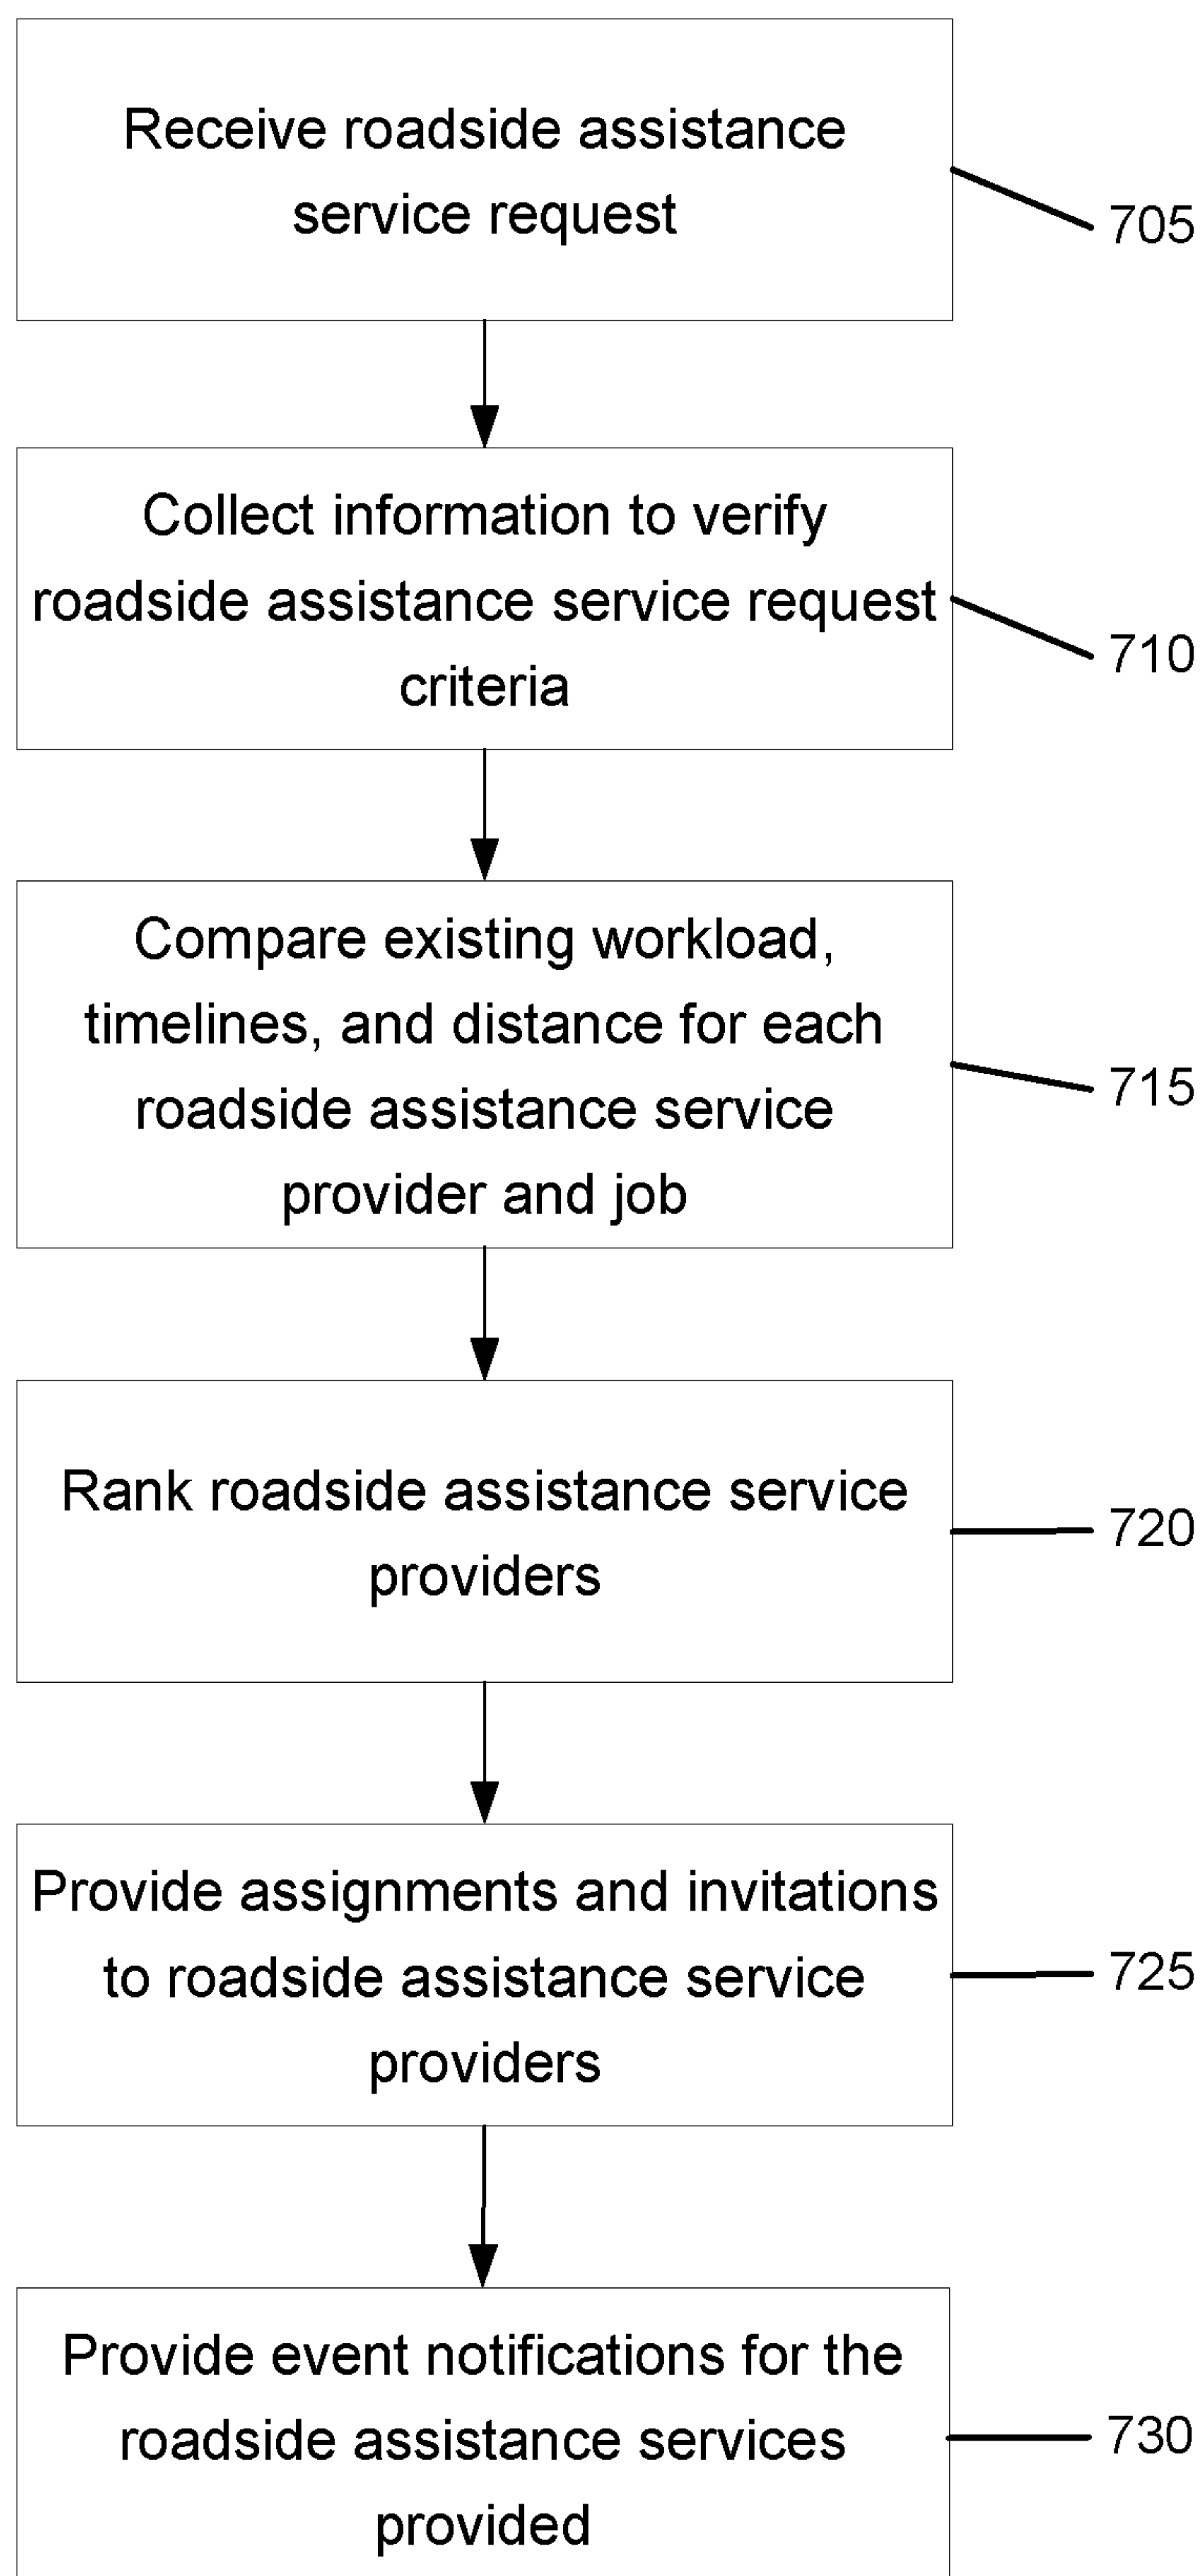 Receive roadside assistance
service request
705
Collect information to verify
roadside assistance service request
criteria
710
Compare existing workload,
timelines, and distance for each
roadside assistance service
provider and job
715
Rank roadside assistance service
providers
720
Provide assignments and invitations
to roadside assistance service
providers
725
Provide event notifications for the
roadside assistance services
provided
730